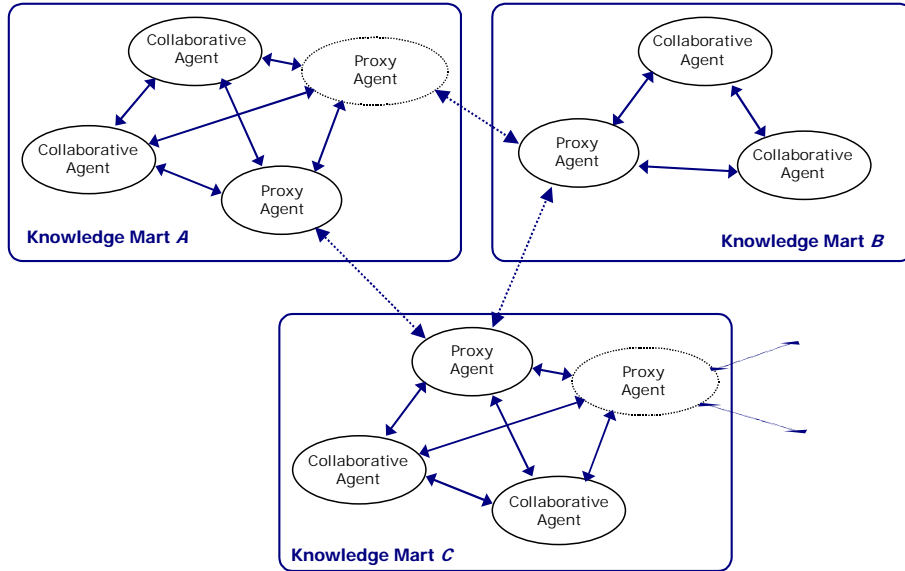 Collaborative
Agent
Proxy
Agent
Collaborative
Agent
Proxy
Agent
Knowledge Mart A
Collaborative
Agent
Proxy
Agent
Collaborative
Agent
Knowledge Mart B
Proxy
Agent
Proxy
Agent
Collaborative
Agent
Collaborative
Agent
Knowledge Mart C